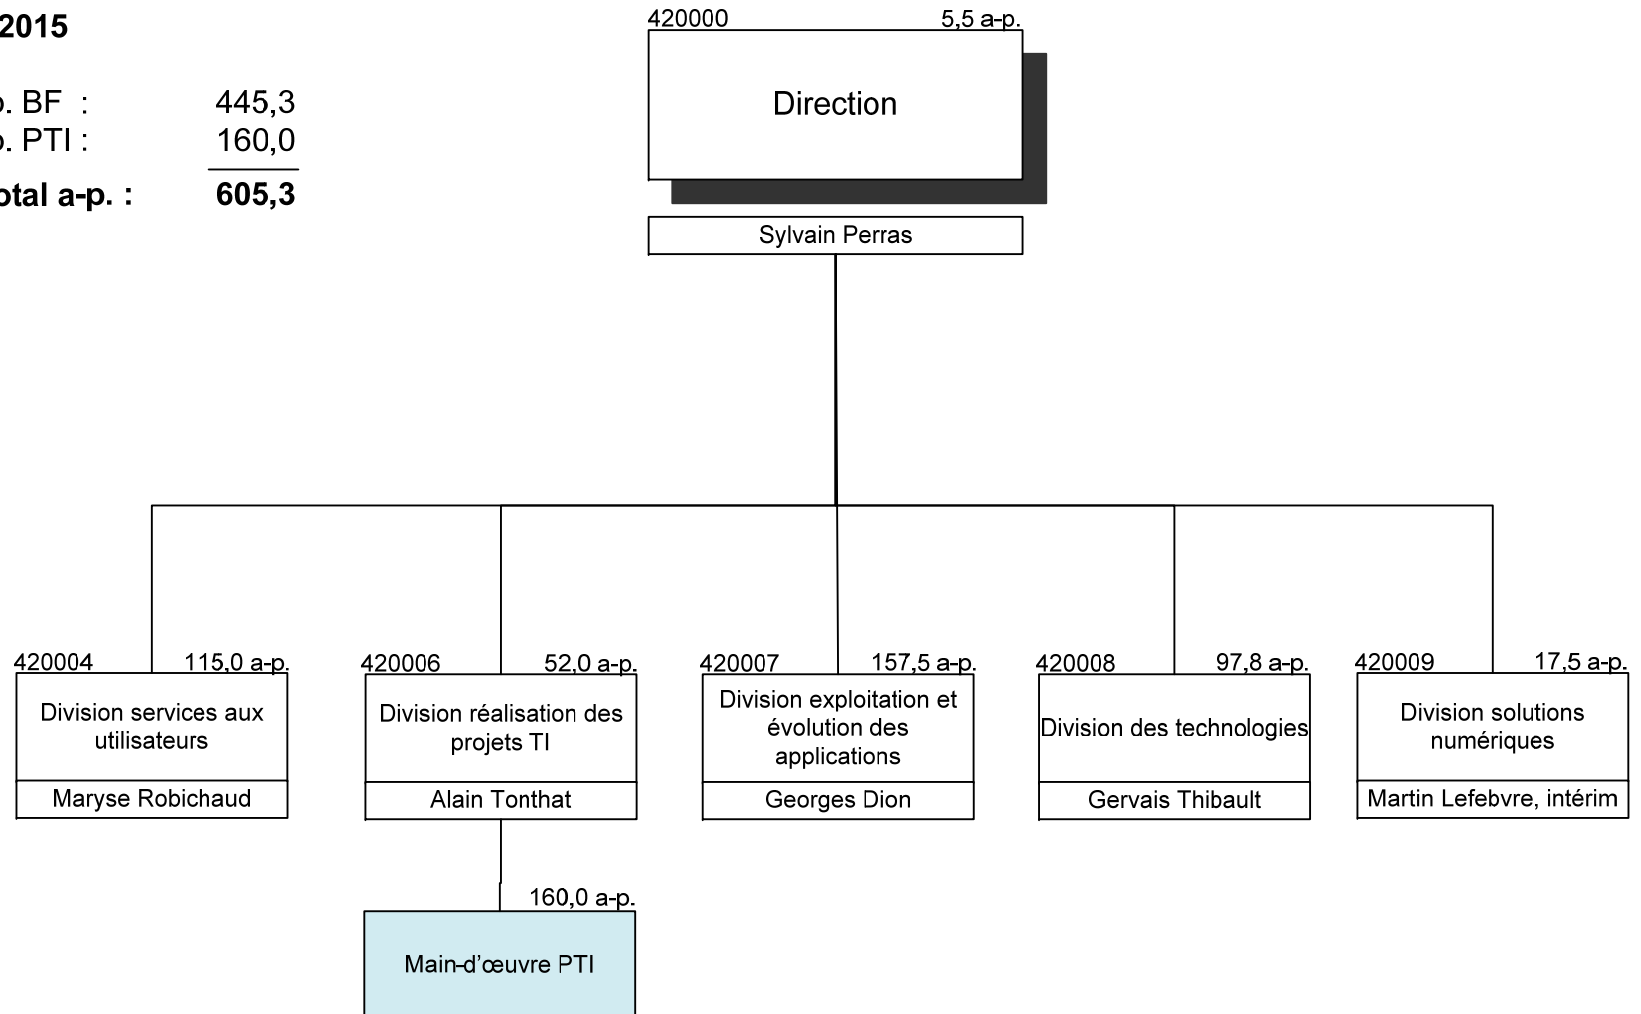 2015
BF : 445,3
PTI : 160,0
a-p. : 605,3
420000 5,5 a-p.
Direction
Sylvain Perras
420004 115,0 a-p.
Division services aux
utilisateurs
Maryse Robichaud
420006 52,0 a-p.
Division réalisation des
projets TI
Alain Tonthat
420007 157,5 a-p.
Division exploitation et
évolution des
applications
Georges Dion
420008 97,8 a-p.
Division des technologies
Gervais Thibault
420009 17,5 a-p.
Division solutions
numériques
Martin Lefebvre, intérim
160,0 a-p.
Main-d’œuvre PTI